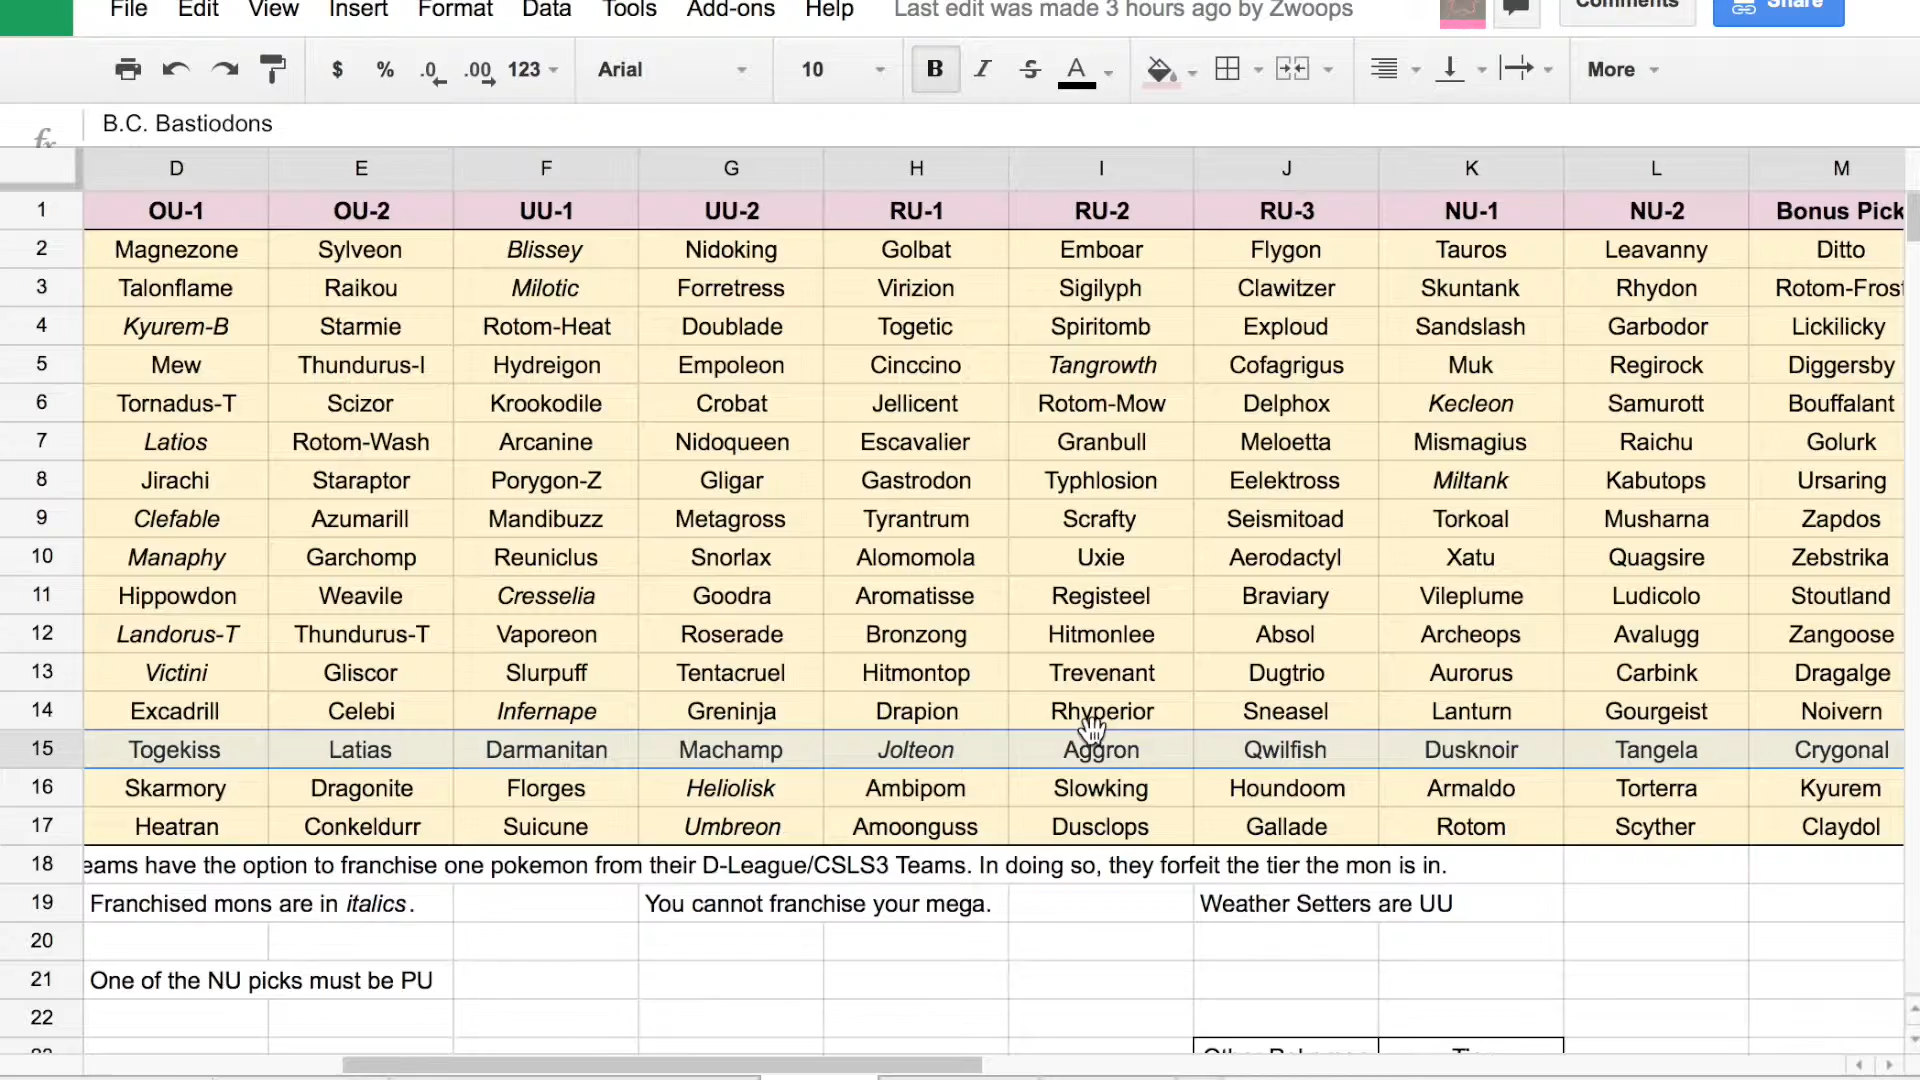 File Edit View Insert Format Data Tools Add-ons Help Last edit was made 3 hours ago by Zwoops Comments Share
$ % .0 .00 123 Arial 10 B I S A More
fx B.C. Bastiodons
D E F G H I J K L M
1 OU-1 OU-2 UU-1 UU-2 RU-1 RU-2 RU-3 NU-1 NU-2 Bonus Pick
2 Magnezone Sylveon Blissey Nidoking Golbat Emboar Flygon Tauros Leavanny Ditto
3 Talonflame Raikou Milotic Forretress Virizion Sigilyph Clawitzer Skuntank Rhydon Rotom-Frost
4 Kyurem-B Starmie Rotom-Heat Doublade Togetic Spiritomb Exploud Sandslash Garbodor Lickilicky
5 Mew Thundurus-I Hydreigon Empoleon Cinccino Tangrowth Cofagrigus Muk Regirock Diggersby
6 Tornadus-T Scizor Krookodile Crobat Jellicent Rotom-Mow Delphox Kecleon Samurott Bouffalant
7 Latios Rotom-Wash Arcanine Nidoqueen Escavalier Granbull Meloetta Mismagius Raichu Golurk
8 Jirachi Staraptor Porygon-Z Gligar Gastrodon Typhlosion Eelektross Miltank Kabutops Ursaring
9 Clefable Azumarill Mandibuzz Metagross Tyrantrum Scrafty Seismitoad Torkoal Musharna Zapdos
10 Manaphy Garchomp Reuniclus Snorlax Alomomola Uxie Aerodactyl Xatu Quagsire Zebstrika
11 Hippowdon Weavile Cresselia Goodra Aromatisse Registeel Braviary Vileplume Ludicolo Stoutland
12 Landorus-T Thundurus-T Vaporeon Roserade Bronzong Hitmonlee Absol Archeops Avalugg Zangoose
13 Victini Gliscor Slurpuff Tentacruel Hitmontop Trevenant Dugtrio Aurorus Carbink Dragalge
14 Excadrill Celebi Infernape Greninja Drapion Rhyperior Sneasel Lanturn Gourgeist Noivern
15 Togekiss Latias Darmanitan Machamp Jolteon Aggron Qwilfish Dusknoir Tangela Crygonal
16 Skarmory Dragonite Florges Heliolisk Ambipom Slowking Houndoom Armaldo Torterra Kyurem
17 Heatran Conkeldurr Suicune Umbreon Amoonguss Dusclops Gallade Rotom Scyther Claydol
18 eams have the option to franchise one pokemon from their D-League/CSLS3 Teams. In doing so, they forfeit the tier the mon is in.
19 Franchised mons are in italics. You cannot franchise your mega. Weather Setters are UU
20
21 One of the NU picks must be PU
22